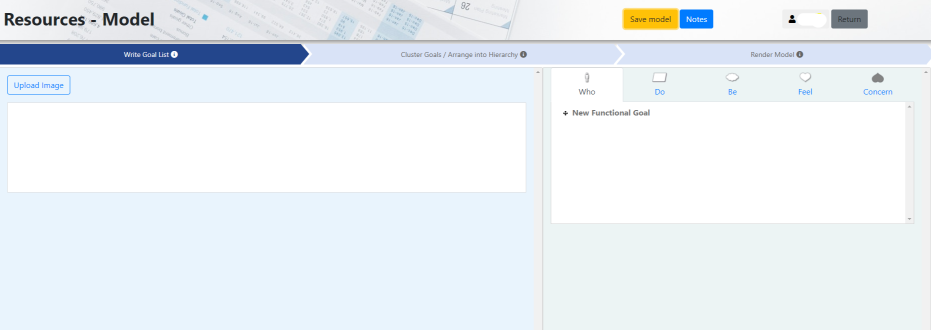 Resources - Model
Save model
Notes
Return
Write Goal List
Cluster Goals / Arrange into Hierarchy
Render Model
Upload Image
Who
Do
Be
Feel
Concern
+ New Functional Goal
28